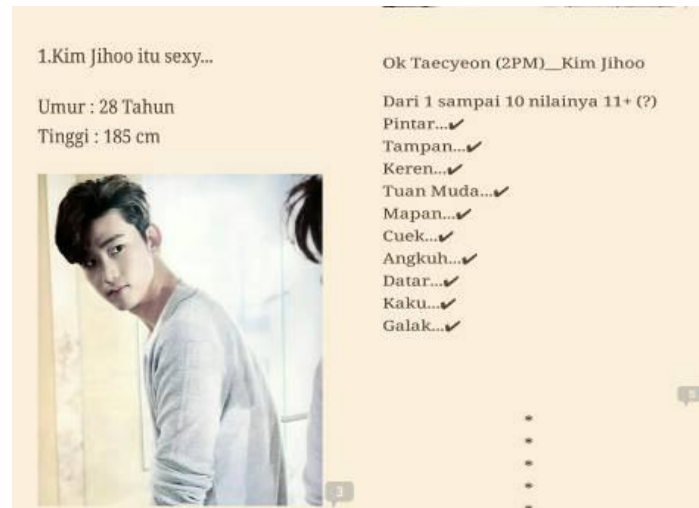 1.Kim Jihoo itu sexy...
Umur : 28 Tahun
Tinggi : 185 cm
3
Ok Taecyeon (2PM)__Kim Jihoo
Dari 1 sampai 10 nilainya 11+ (?)
Pintar...✔
Tampan...✔
Keren...✔
Tuan Muda...✔
Mapan...✔
Cuek...✔
Angkuh...✔
Datar...✔
Kaku...✔
Galak...✔
*
*
*
*
*